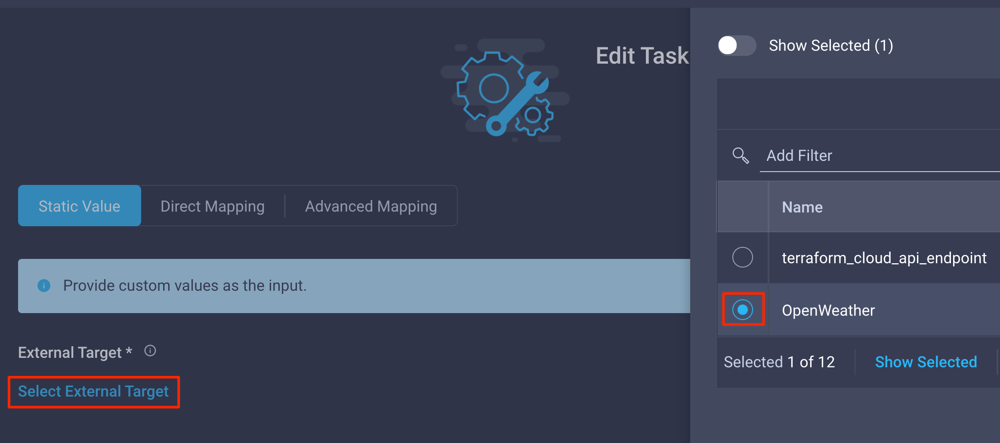 Edit Task
Static Value
Direct Mapping
Advanced Mapping
Provide custom values as the input.
External Target *
Select External Target
Show Selected (1)
Add Filter
Name
terraform_cloud_api_endpoint
OpenWeather
Selected 1 of 12
Show Selected